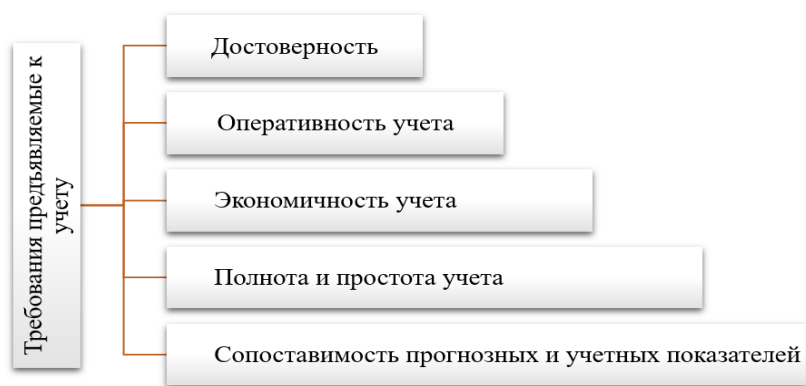 Требования предъявляемые к
учету
Достоверность
Оперативность учета
Экономичность учета
Полнота и простота учета
Сопоставимость прогнозных и учетных показателей